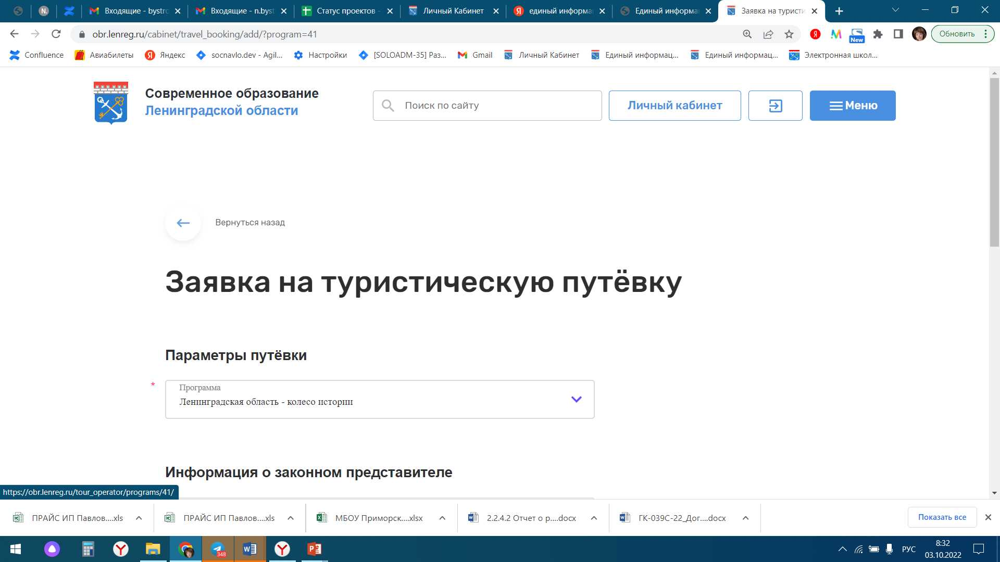 Входящие - bystro
Входящие - n.byst
Статус проектов -
Личный Кабинет
единый информа
Единый информа
Заявка на туристи
obr.lenreg.ru/cabinet/travel_booking/add/?program=41
New
Обновить
Confluence
Авиабилеты
Яндекс
socnavlo.dev - Agil...
Настройки
[SOLOADM-35] Раз...
Gmail
Личный Кабинет
Единый информац...
Единый информац...
Электронная школ...
Современное образование
Ленинградской области
Поиск по сайту
Личный кабинет
Меню
Вернуться назад
Заявка на туристическую путёвку
Параметры путёвки
*
Программа
Ленинградская область - колесо истории
Информация о законном представителе
https://obr.lenreg.ru/tour_operator/programs/41/
ПРАЙС ИП Павлов....xls
ПРАЙС ИП Павлов....xls
МБОУ Приморск....xlsx
2.2.4.2 Отчет о р....docx
ГК-039С-22_Дог....docx
Показать все
348
РУС
8:32
03.10.2022